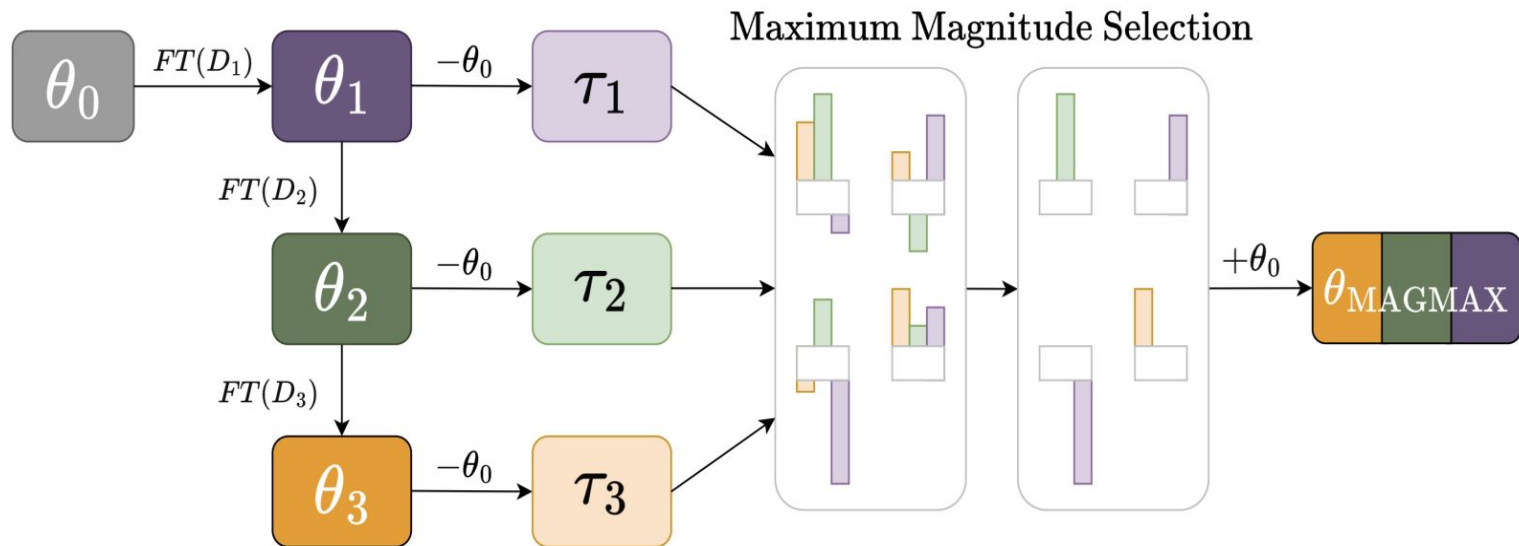 Maximum Magnitude Selection
θ₀
FT(D₁)
θ₁
−θ₀
τ₁
FT(D₂)
θ₂
−θ₀
τ₂
+θ₀
θ_MAGMAX
FT(D₃)
θ₃
−θ₀
τ₃